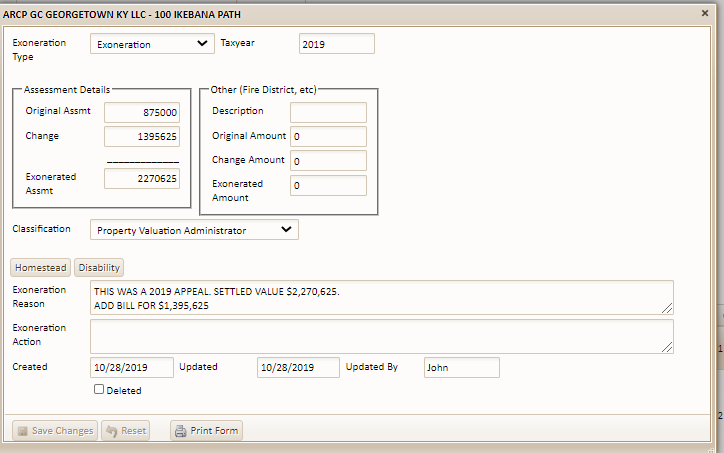 ARCP GC GEORGETOWN KY LLC - 100 IKEBANA PATH
×
Exoneration Type Exoneration Taxyear 2019
Assessment Details
Original Assmt 875000
Change 1395625
_____________
Exonerated Assmt 2270625
Other (Fire District, etc)
Description
Original Amount 0
Change Amount 0
Exonerated Amount 0
Classification Property Valuation Administrator
Homestead Disability
Exoneration Reason
THIS WAS A 2019 APPEAL. SETTLED VALUE $2,270,625.
ADD BILL FOR $1,395,625
Exoneration Action
Created 10/28/2019 Updated 10/28/2019 Updated By John
Deleted
Save Changes Reset Print Form
1
2